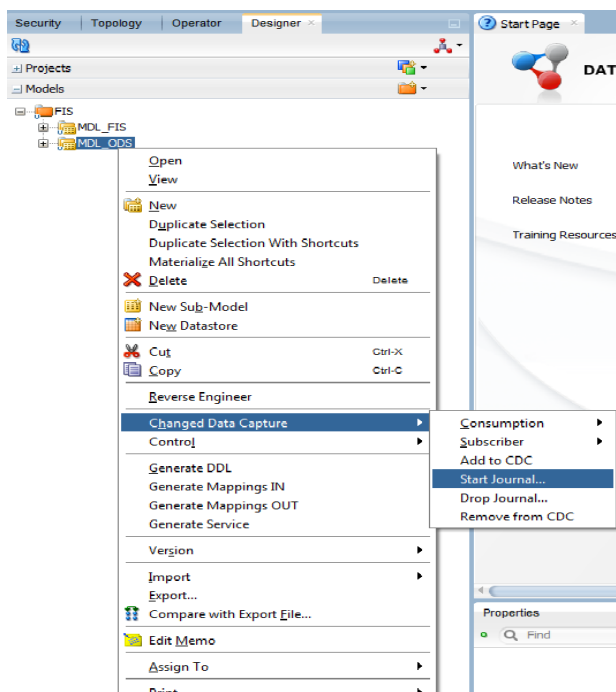 Security Topology Operator Designer
Start Page
Projects
Models
FIS
MDL_FIS
MDL_ODS
DAT
What's New
Release Notes
Training Resources
Open
View
New
Duplicate Selection
Duplicate Selection With Shortcuts
Materialize All Shortcuts
Delete Delete
New Sub-Model
New Datastore
Cut Ctrl-X
Copy Ctrl-C
Reverse Engineer
Changed Data Capture
Control
Generate DDL
Generate Mappings IN
Generate Mappings OUT
Generate Service
Version
Import
Export...
Compare with Export File...
Edit Memo
Assign To
Print
Consumption
Subscriber
Add to CDC
Start Journal...
Drop Journal...
Remove from CDC
Properties
Find